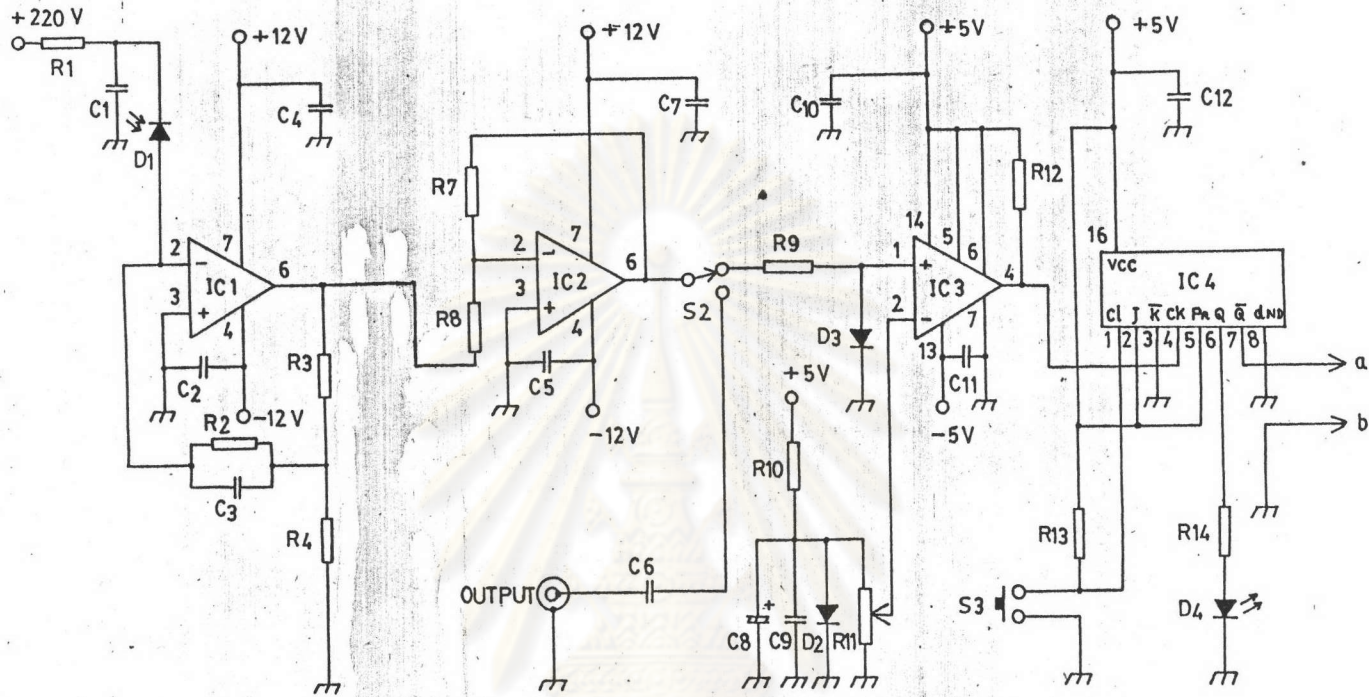 +220 V
R1
C1
D1
+12V
C4
2
7
3
IC1
6
4
C2
-12V
R2
C3
R3
R4
+12V
C7
R7
R8
2
7
3
IC2
6
4
C5
-12V
S2
OUTPUT
C6
+5V
C10
R12
R9
D3
14
5
6
1
IC3
4
2
7
13
C11
-5V
+5V
R10
C8
+
C9
D2
R11
+5V
C12
16
VCC
IC4
Cl J K̅ CK PR Q Q̅ GND
1 2 3 4 5 6 7 8
a
b
R13
S3
R14
D4